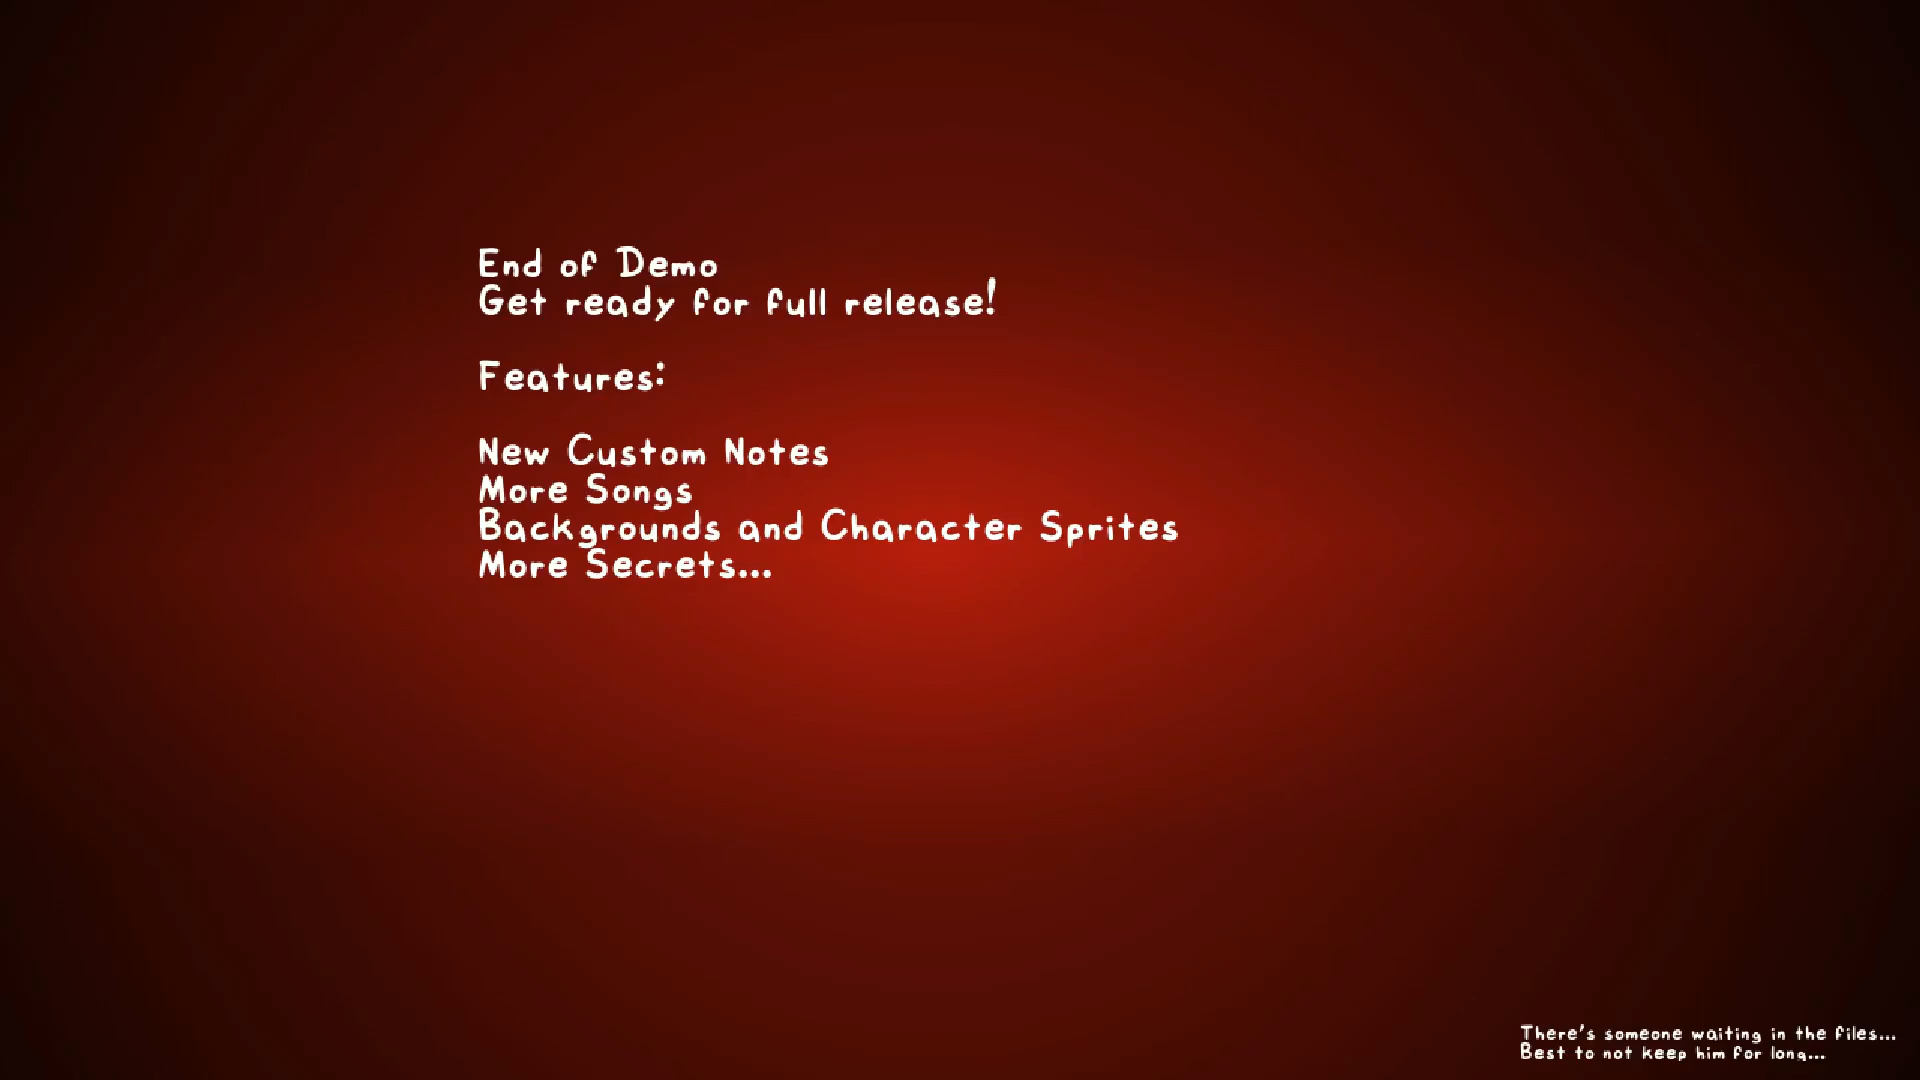 End of Demo
Get ready for full release!
Features:
New Custom Notes
More Songs
Backgrounds and Character Sprites
More Secrets...
There's someone waiting in the files...
Best to not keep him for long...